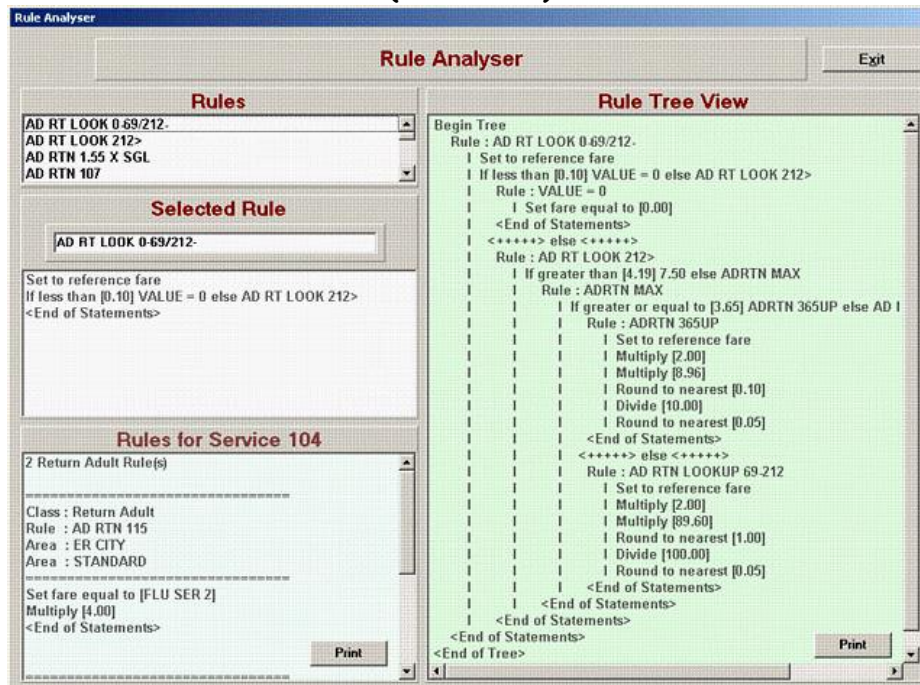 Rule Analyser
Rule Analyser
Exit
Rules
AD RT LOOK 0-69/212-
AD RT LOOK 212>
AD RTN 1.55 X SGL
AD RTN 107
Selected Rule
AD RT LOOK 0-69/212-
Set to reference fare
If less than [0.10] VALUE = 0 else AD RT LOOK 212>
<End of Statements>
Rules for Service 104
2 Return Adult Rule(s)
==================================
Class : Return Adult
Rule : AD RTN 115
Area : ER CITY
Area : STANDARD
==================================
Set fare equal to [FLU SER 2]
Multiply [4.00]
<End of Statements>
Print
==================================
Rule Tree View
Begin Tree
Rule : AD RT LOOK 0-69/212-
I Set to reference fare
I If less than [0.10] VALUE = 0 else AD RT LOOK 212>
I Rule : VALUE = 0
I I Set fare equal to [0.00]
I <End of Statements>
I <+++++> else <+++++>
I Rule : AD RT LOOK 212>
I I If greater than [4.19] 7.50 else ADRTN MAX
I I Rule : ADRTN MAX
I I I If greater or equal to [3.65] ADRTN 365UP else AD
I I I Rule : ADRTN 365UP
I I I I Set to reference fare
I I I I Multiply [2.00]
I I I I Multiply [8.96]
I I I I Round to nearest [0.10]
I I I I Divide [10.00]
I I I I Round to nearest [0.05]
I I I <End of Statements>
I I I <+++++> else <+++++>
I I I Rule : AD RTN LOOKUP 69-212
I I I I Set to reference fare
I I I I Multiply [2.00]
I I I I Multiply [89.60]
I I I I Round to nearest [1.00]
I I I I Divide [100.00]
I I I I Round to nearest [0.05]
I I I <End of Statements>
I I <End of Statements>
I <End of Statements>
<End of Statements>
<End of Tree>
Print